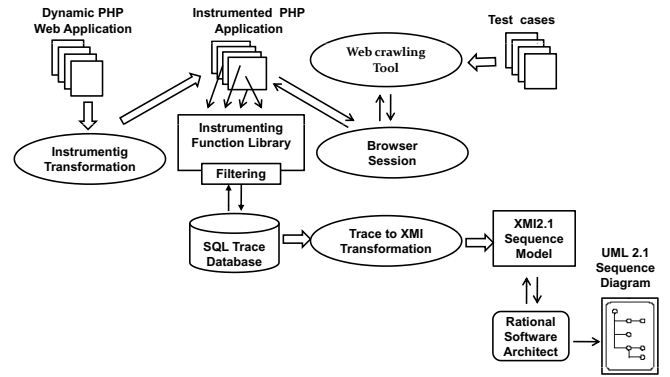 Dynamic PHP
Web Application
Instrumented PHP
Application
Test cases
Web crawling
Tool
Instrumentig
Transformation
Instrumenting
Function Library
Filtering
Browser
Session
SQL Trace
Database
Trace to XMI
Transformation
XMI2.1
Sequence
Model
UML 2.1
Sequence
Diagram
Rational
Software
Architect